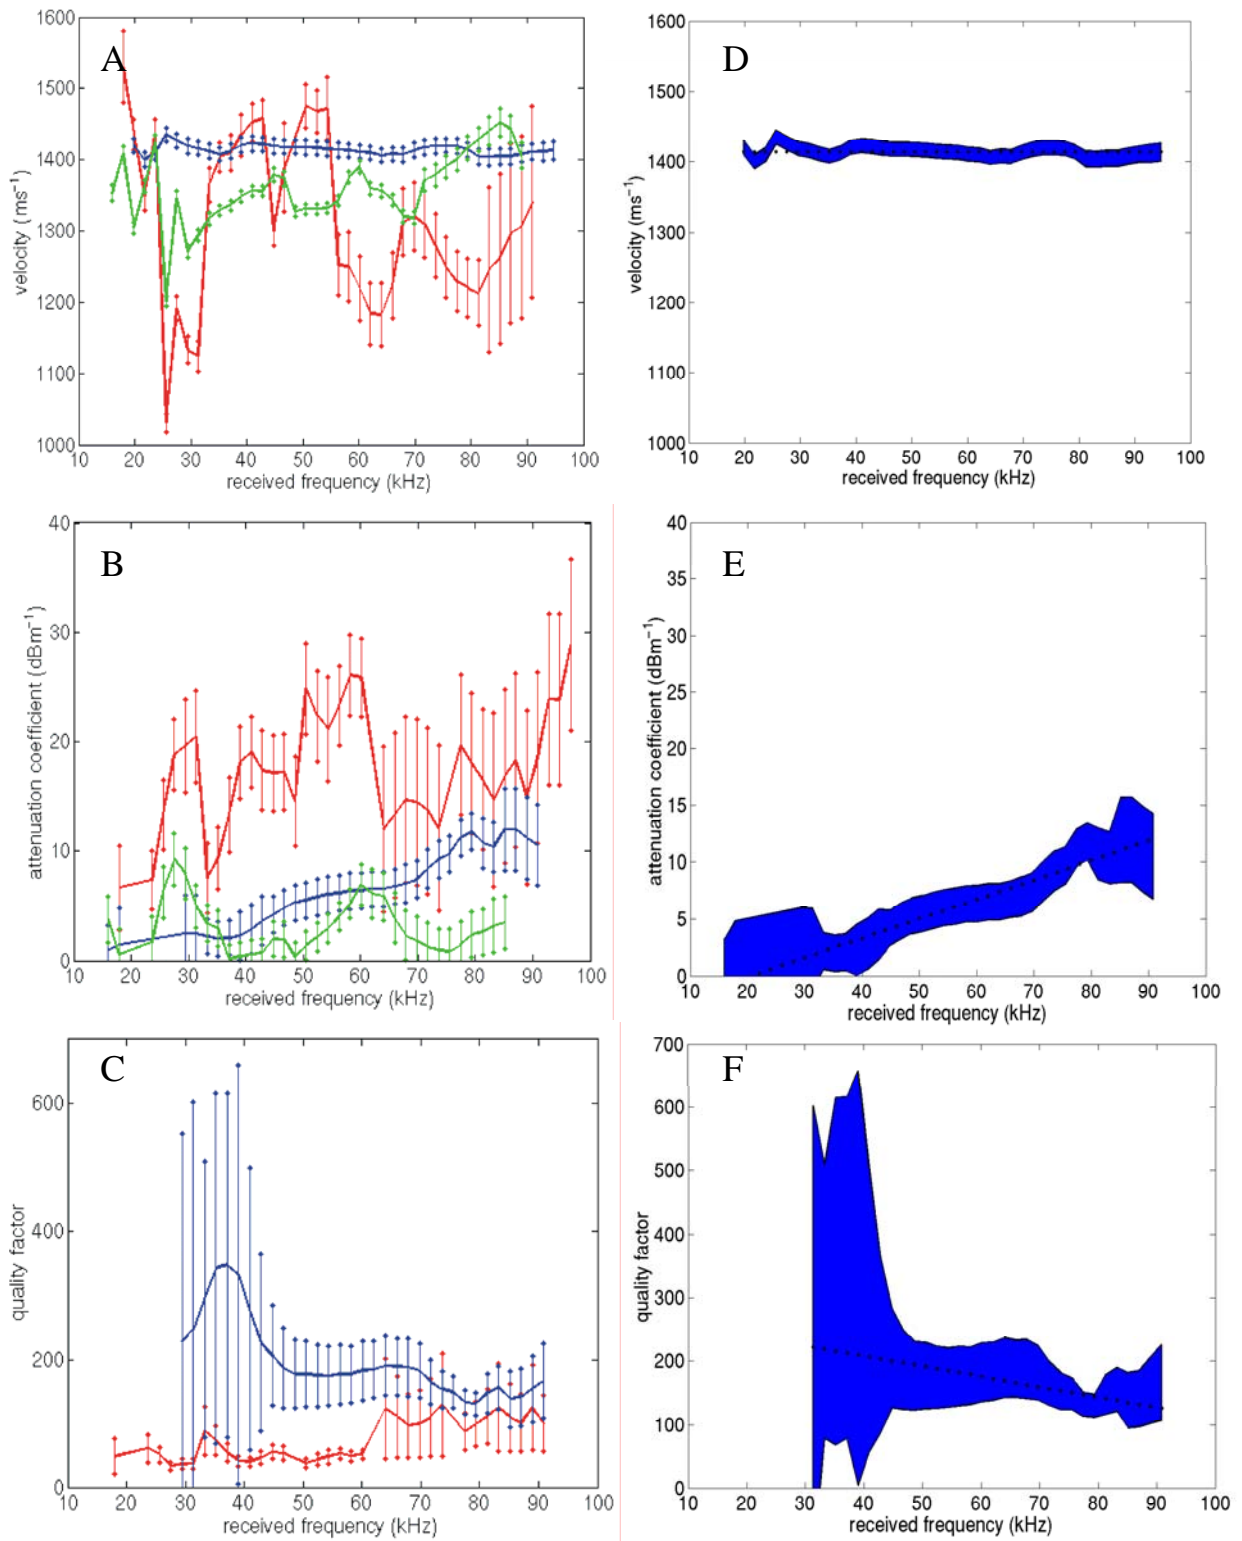 A
1600
1500
1400
1300
1200
1100
1000
velocity (ms⁻¹)
10 20 30 40 50 60 70 80 90 100
received frequency (kHz)
D
1600
1500
1400
1300
1200
1100
1000
velocity (ms⁻¹)
10 20 30 40 50 60 70 80 90 100
received frequency (kHz)
B
40
30
20
10
0
attenuation coefficient (dBm⁻¹)
10 20 30 40 50 60 70 80 90 100
received frequency (kHz)
E
40
35
30
25
20
15
10
5
0
attenuation coefficient (dBm⁻¹)
10 20 30 40 50 60 70 80 90 100
received frequency (kHz)
C
600
400
200
0
quality factor
10 20 30 40 50 60 70 80 90 100
received frequency (kHz)
F
700
600
500
400
300
200
100
0
quality factor
10 20 30 40 50 60 70 80 90 100
received frequency (kHz)